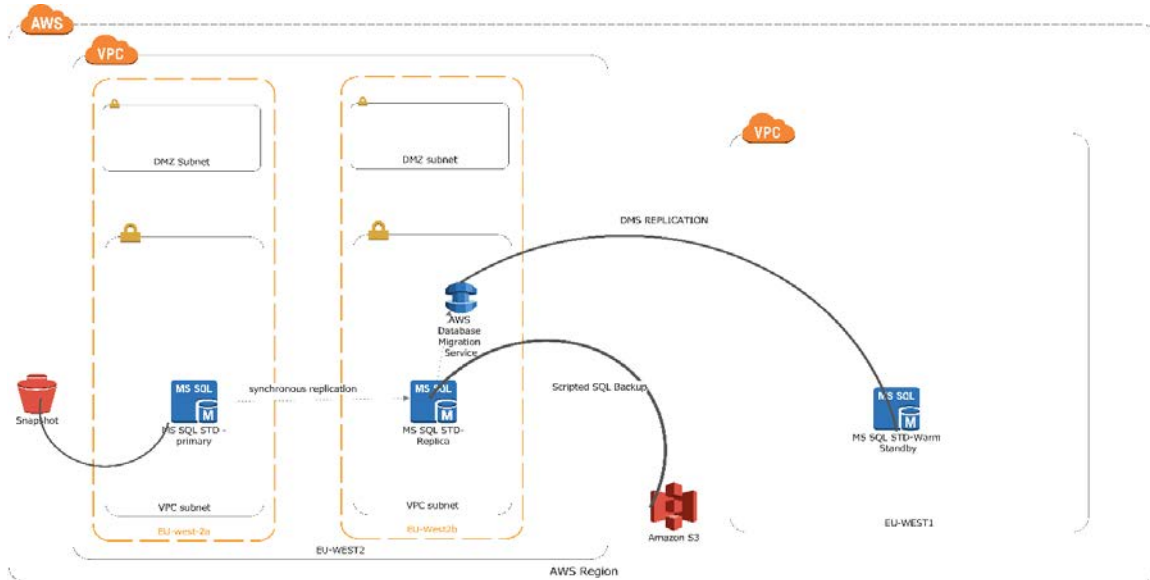 AWS
VPC
DMZ Subnet
DMZ subnet
VPC
DMS REPLICATION
AWS
Database
Migration
Service
MS SQL
synchronous replication
MS SQL
Scripted SQL Backup
MS SQL
Snapshot
MS SQL STD -
primary
MS SQL STD-
Replica
MS SQL STD-Warm
Standby
VPC subnet
VPC subnet
EU-west-2a
EU-West2b
Amazon S3
EU-WEST1
EU-WEST2
AWS Region